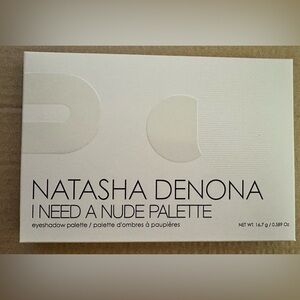 NATASHA DENONA
I NEED A NUDE PALETTE
eyeshadow palette / palette d'ombres à paupières
NET WT. 16.7 g / 0.589 Oz